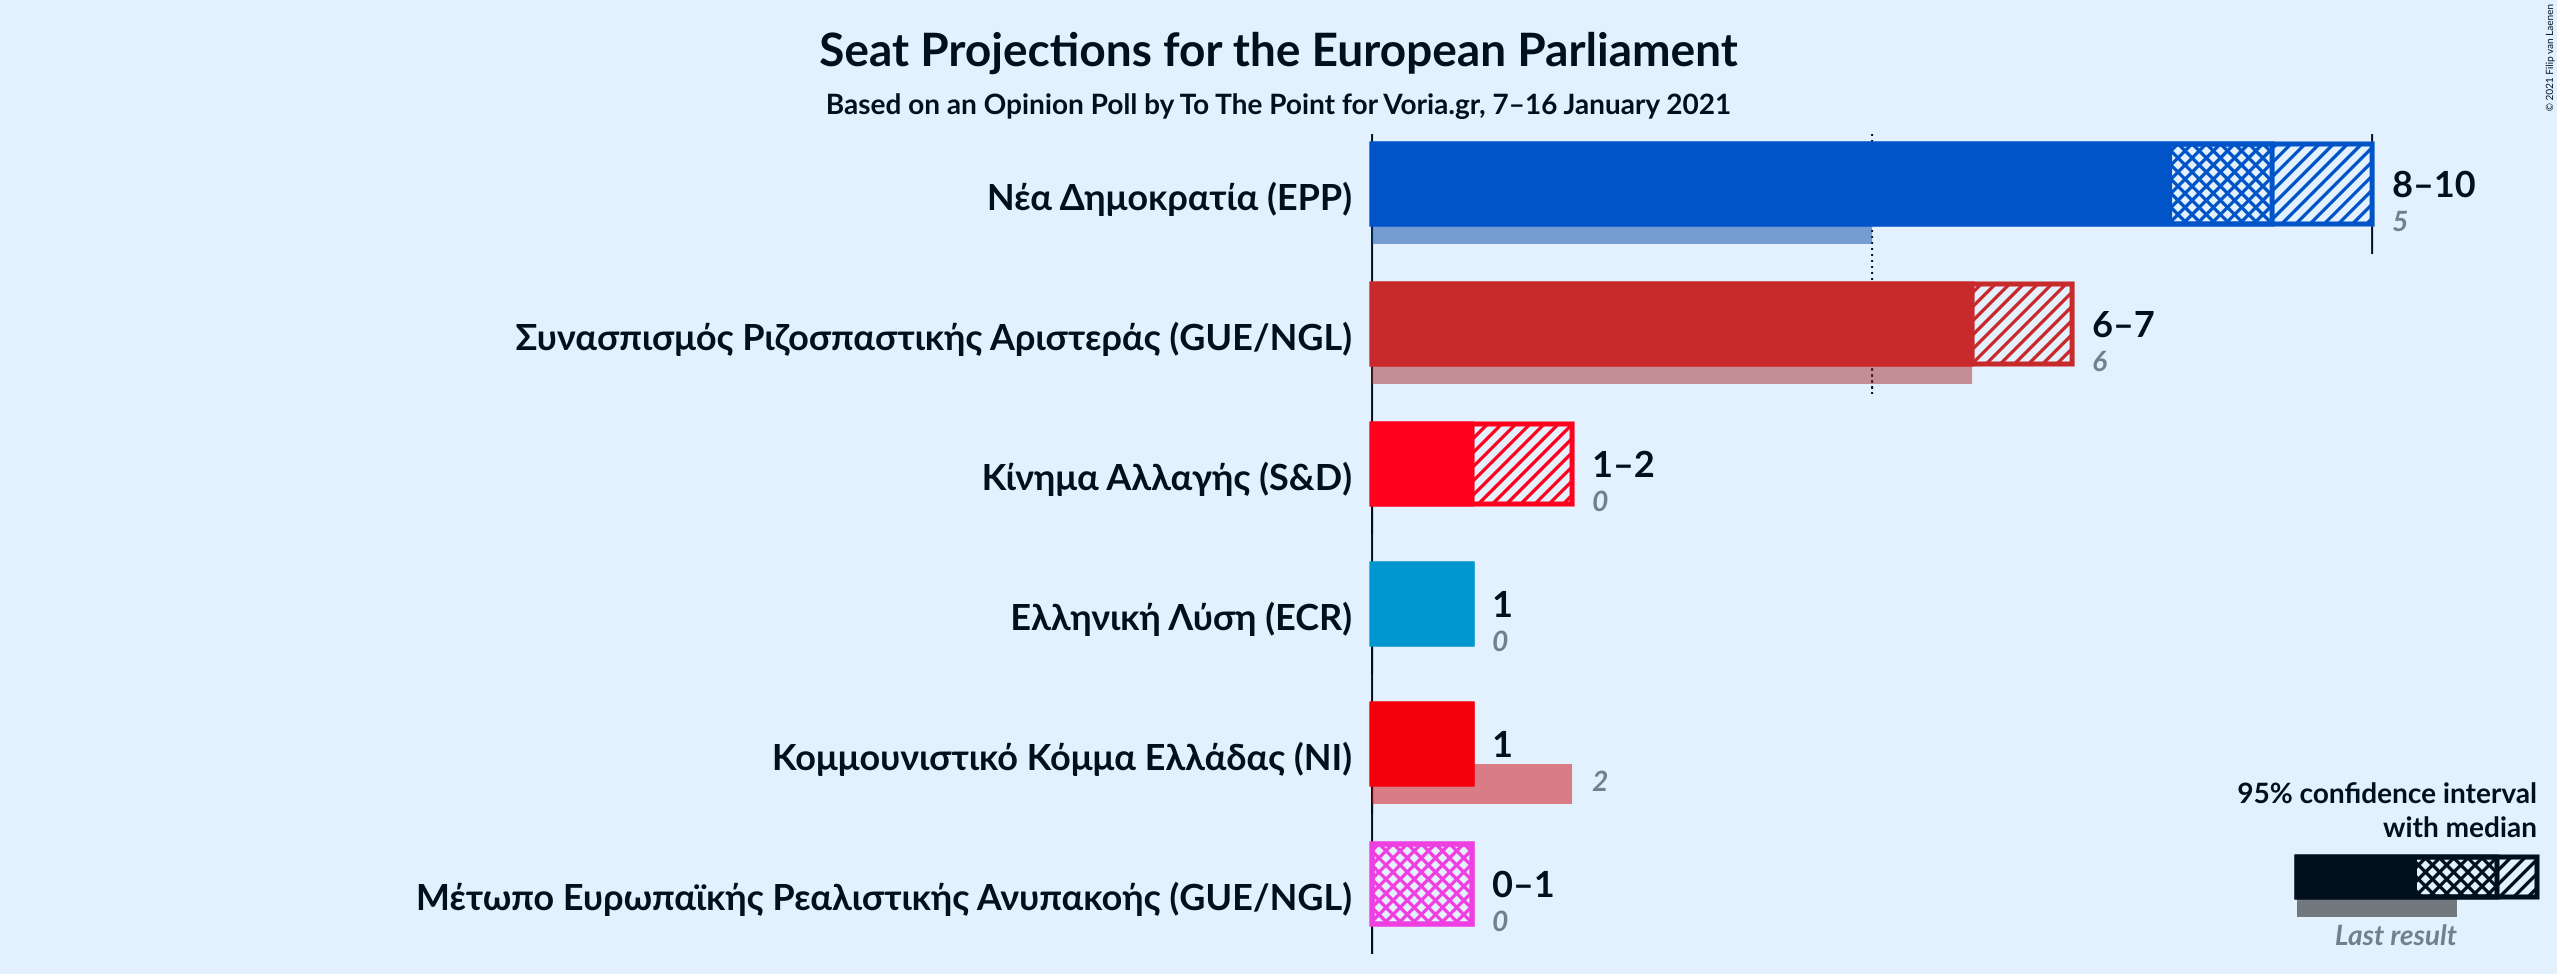 Seat Projections for the European Parliament
Based on an Opinion Poll by To The Point for Voria.gr, 7–16 January 2021
© 2021 Filip van Laenen
Νέα Δημοκρατία (EPP)
8–10
5
Συνασπισμός Ριζοσπαστικής Αριστεράς (GUE/NGL)
6–7
6
Κίνημα Αλλαγής (S&D)
1–2
0
Ελληνική Λύση (ECR)
1
0
Κομμουνιστικό Κόμμα Ελλάδας (NI)
1
2
Μέτωπο Ευρωπαϊκής Ρεαλιστικής Ανυπακοής (GUE/NGL)
0–1
0
95% confidence interval
with median
Last result